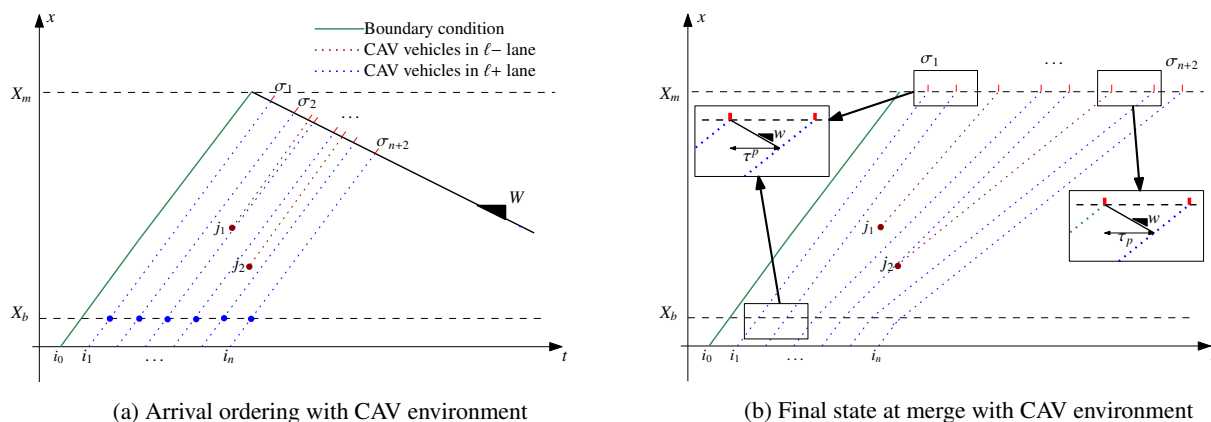 x
Boundary condition
CAV vehicles in ℓ− lane
CAV vehicles in ℓ+ lane
X_m
σ_1
σ_2
...
σ_{n+2}
W
j_1
j_2
X_b
i_0
i_1
...
i_n
t
(a) Arrival ordering with CAV environment
x
σ_1
...
σ_{n+2}
X_m
w
τ^p
w
τ_p
j_1
j_2
X_b
i_0
i_1
...
i_n
(b) Final state at merge with CAV environment